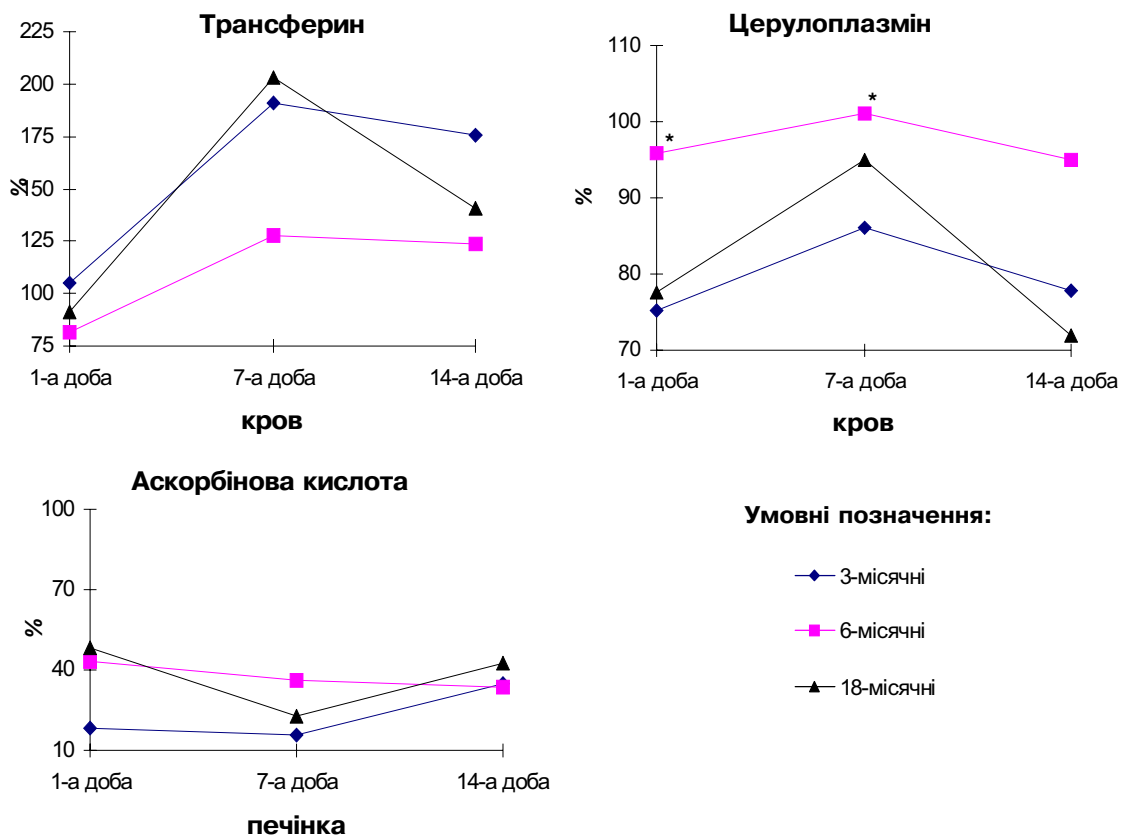 Трансферин
225
200
175
150
125
100
75
%
1-а доба
7-а доба
14-а доба
кров
Церулоплазмін
110
100
90
80
70
%
*
*
1-а доба
7-а доба
14-а доба
кров
Аскорбінова кислота
100
70
40
10
%
1-а доба
7-а доба
14-а доба
печінка
Умовні позначення:
3-місячні
6-місячні
18-місячні